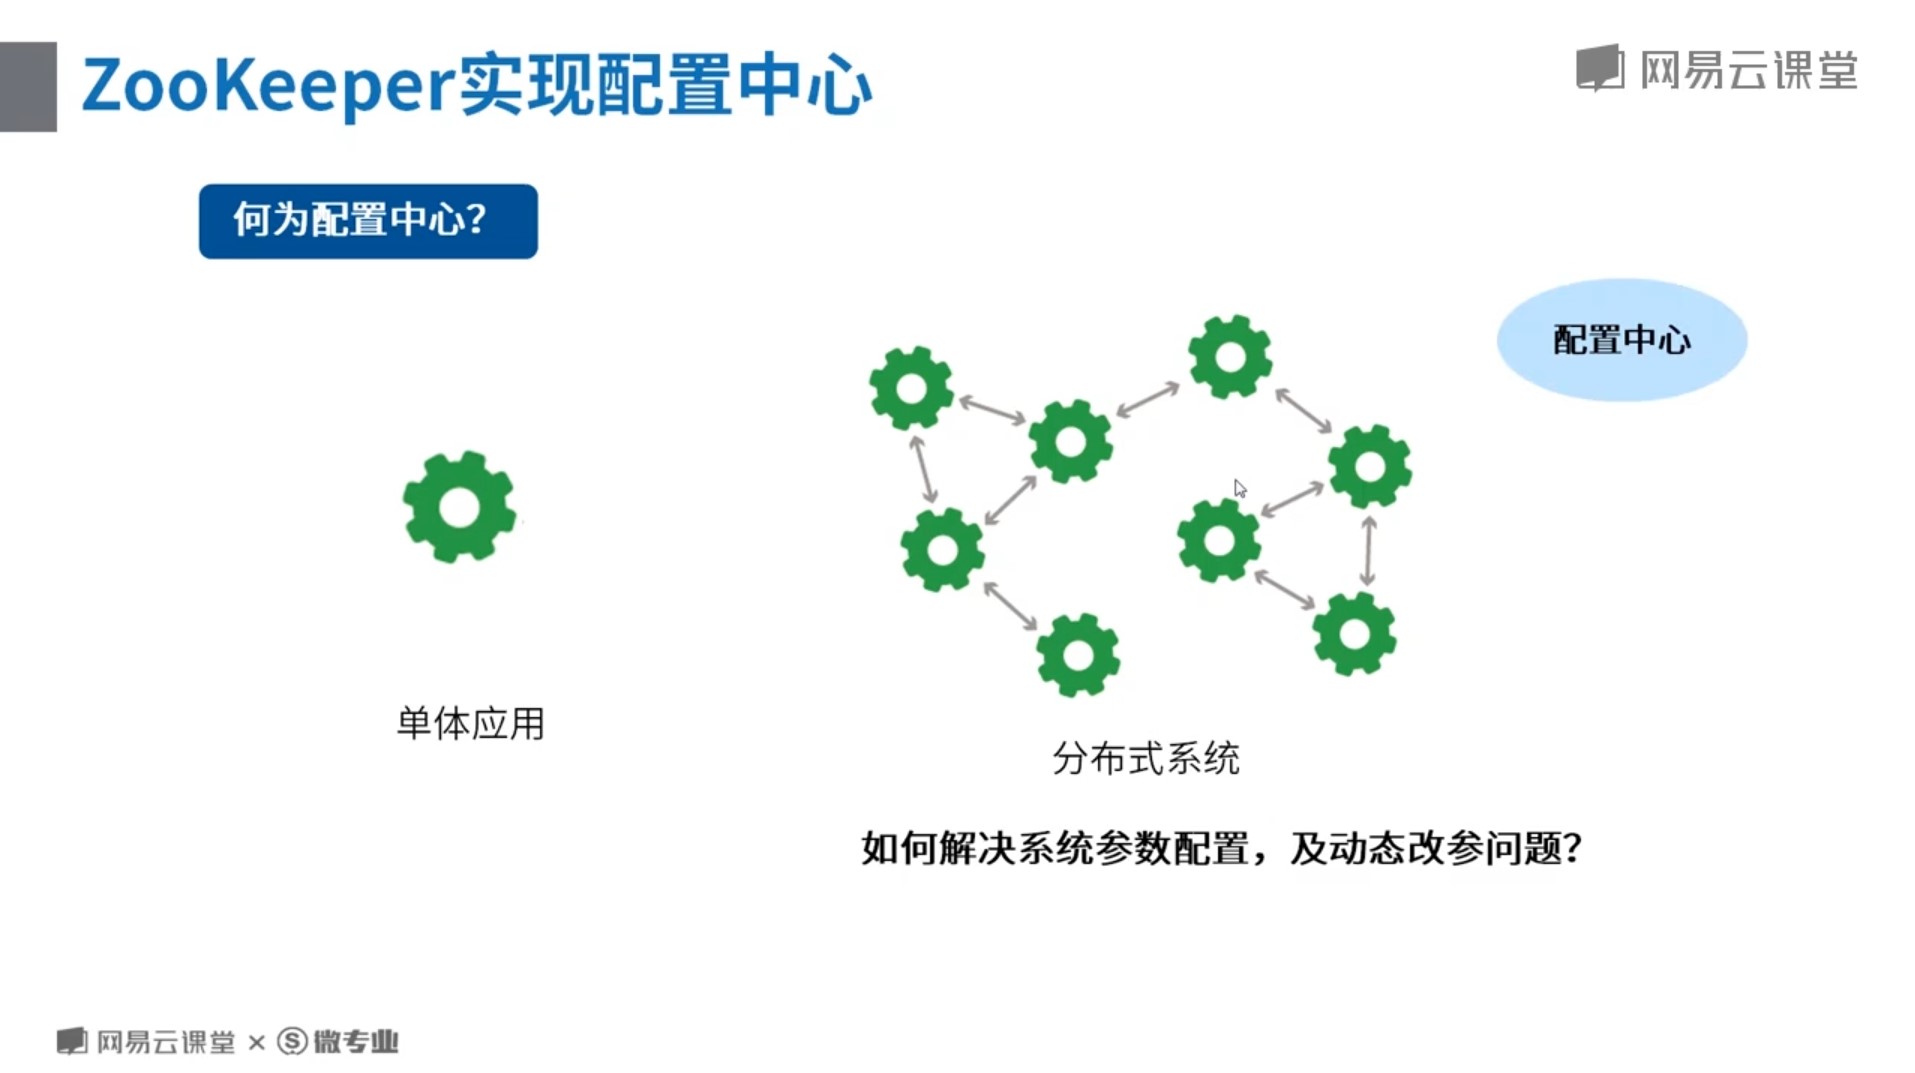 ZooKeeper实现配置中心
网易云课堂
何为配置中心？
配置中心
单体应用
分布式系统
如何解决系统参数配置，及动态改参问题？
网易云课堂 × Ⓢ微专业